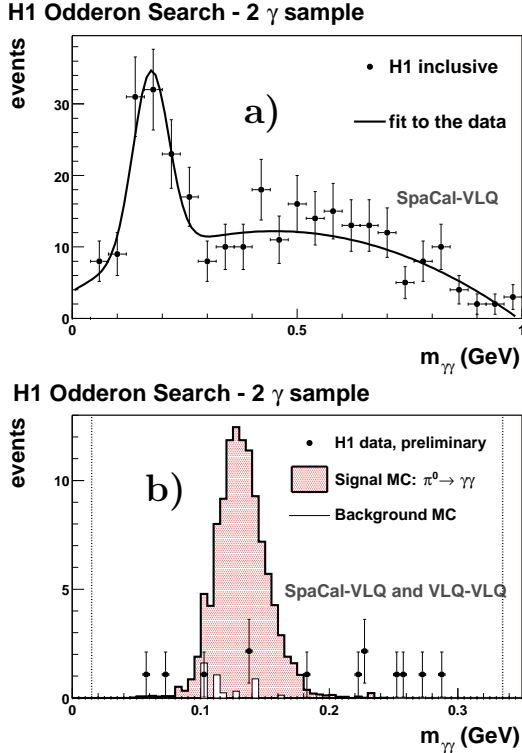 H1 Odderon Search - 2 γ sample
events
30
20
10
0
a)
H1 inclusive
fit to the data
SpaCal-VLQ
0
0.5
1
mγγ (GeV)
H1 Odderon Search - 2 γ sample
events
10
5
0
b)
H1 data, preliminary
Signal MC: π⁰→ γγ
Background MC
SpaCal-VLQ and VLQ-VLQ
0
0.1
0.2
0.3
mγγ (GeV)